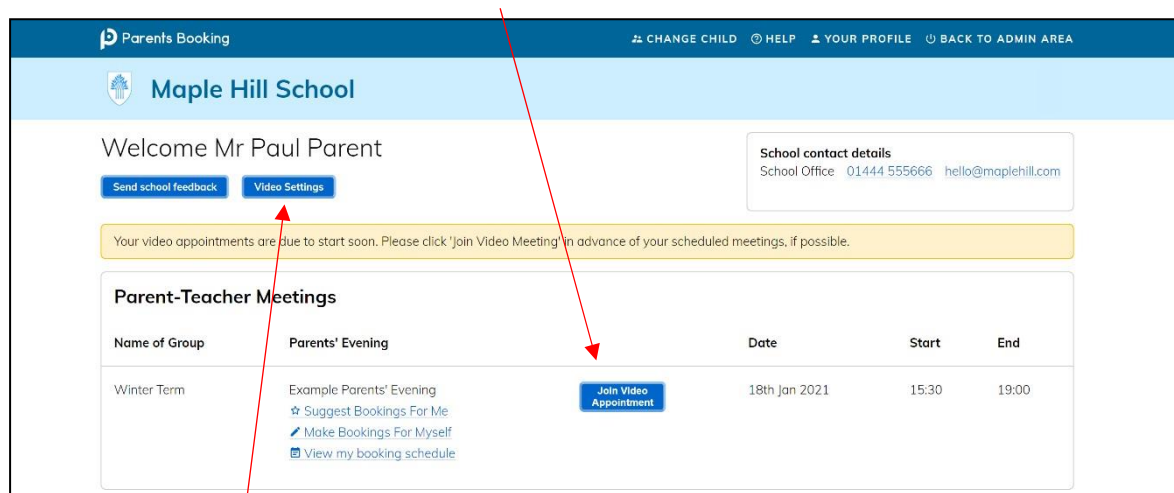 Parents Booking
CHANGE CHILD HELP YOUR PROFILE BACK TO ADMIN AREA
Maple Hill School
Welcome Mr Paul Parent
Send school feedback Video Settings
School contact details
School Office 01444 555666 hello@maplehill.com
Your video appointments are due to start soon. Please click 'Join Video Meeting' in advance of your scheduled meetings, if possible.
Parent-Teacher Meetings
Name of Group Parents' Evening Date Start End
Winter Term Example Parents' Evening Join Video Appointment 18th Jan 2021 15:30 19:00
Suggest Bookings For Me
Make Bookings For Myself
View my booking schedule